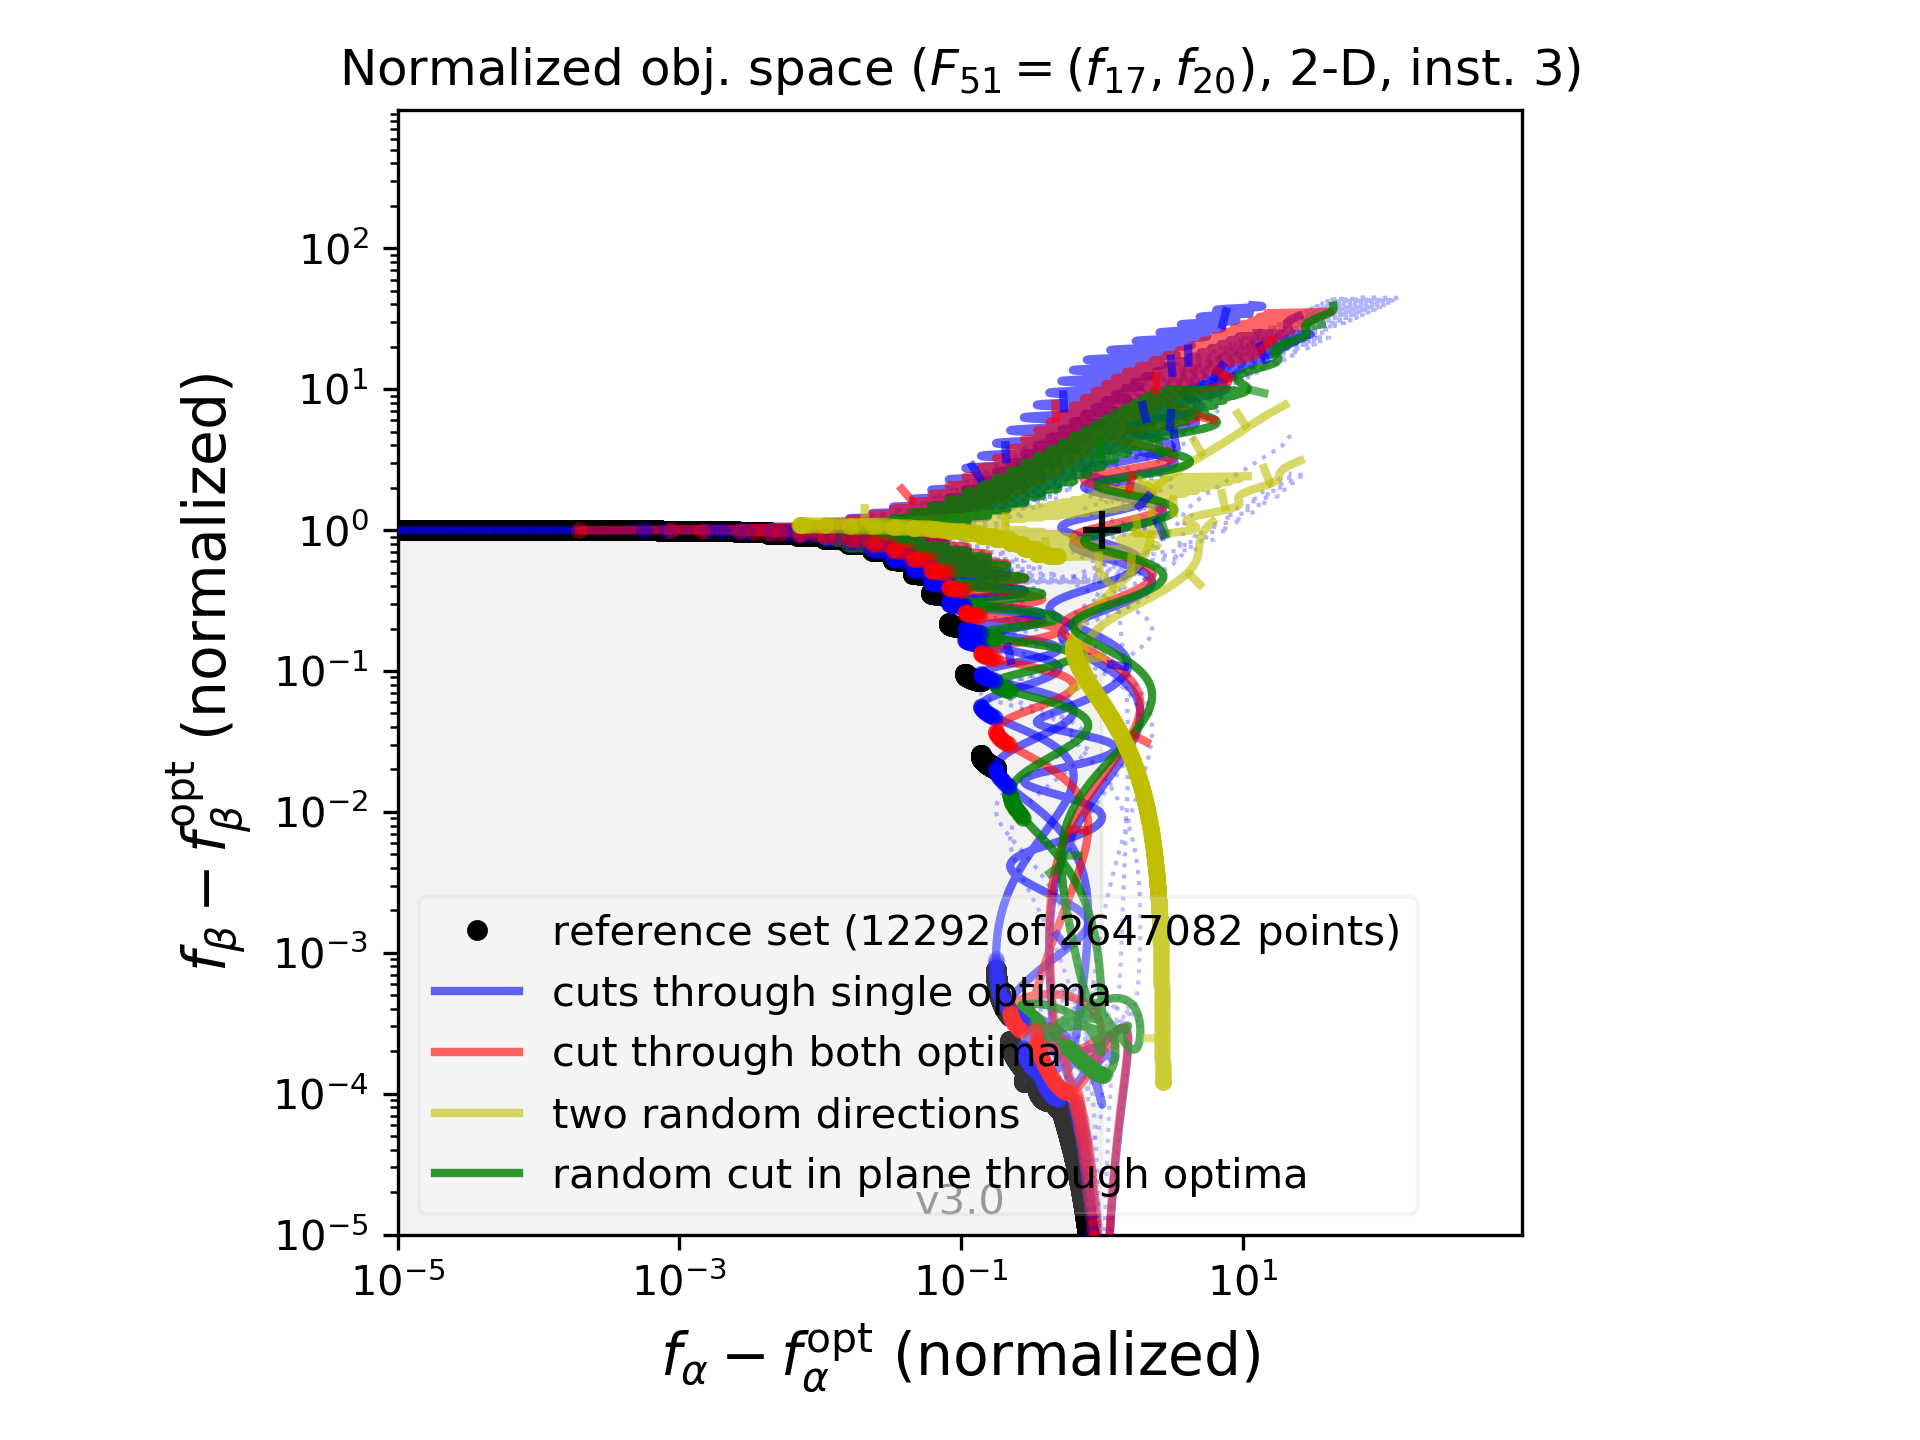 Normalized obj. space (F₅₁ = (f₁₇, f₂₀), 2-D, inst. 3)
f_β − f_β^opt (normalized)
10²
10¹
10⁰
10⁻¹
10⁻²
10⁻³
10⁻⁴
10⁻⁵
reference set (12292 of 2647082 points)
cuts through single optima
cut through both optima
two random directions
random cut in plane through optima
v3.0
10⁻⁵ 10⁻³ 10⁻¹ 10¹
f_α − f_α^opt (normalized)